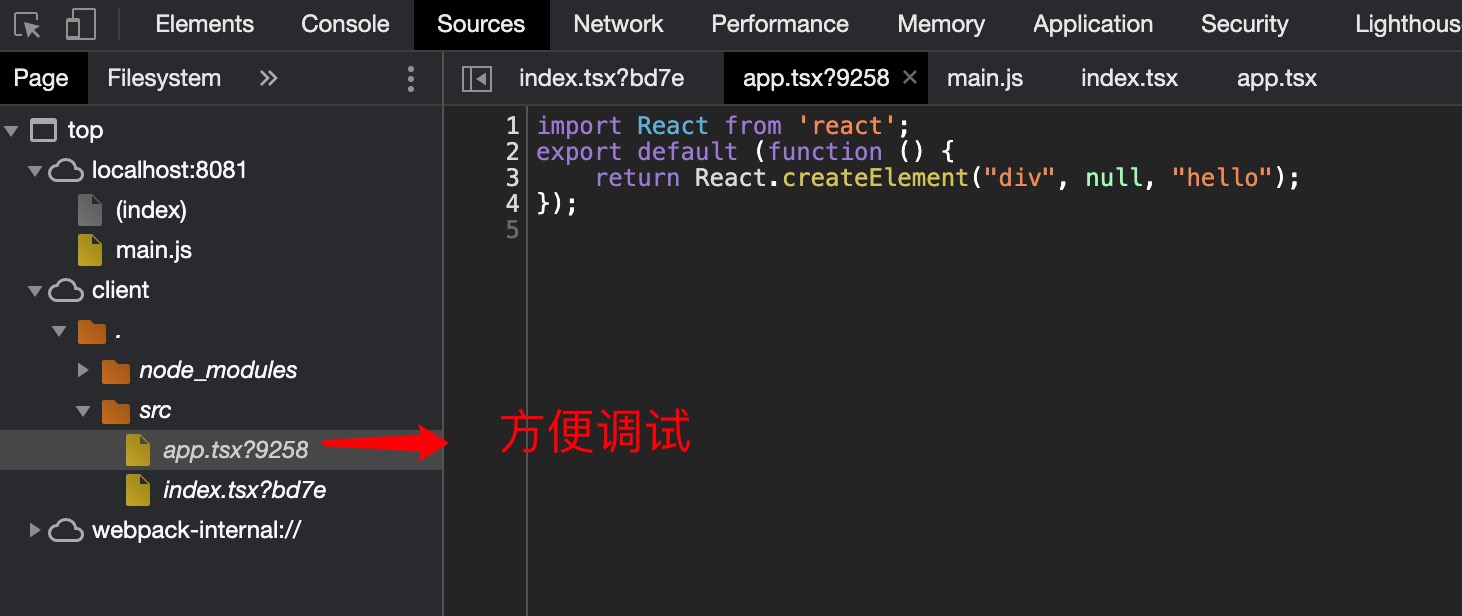 Elements Console Sources Network Performance Memory Application Security Lighthous
Page Filesystem » index.tsx?bd7e app.tsx?9258 × main.js index.tsx app.tsx
top
localhost:8081
(index)
main.js
client
.
node_modules
src
app.tsx?9258
index.tsx?bd7e
webpack-internal://
1 import React from 'react';
2 export default (function () {
3     return React.createElement("div", null, "hello");
4 });
5
方便调试